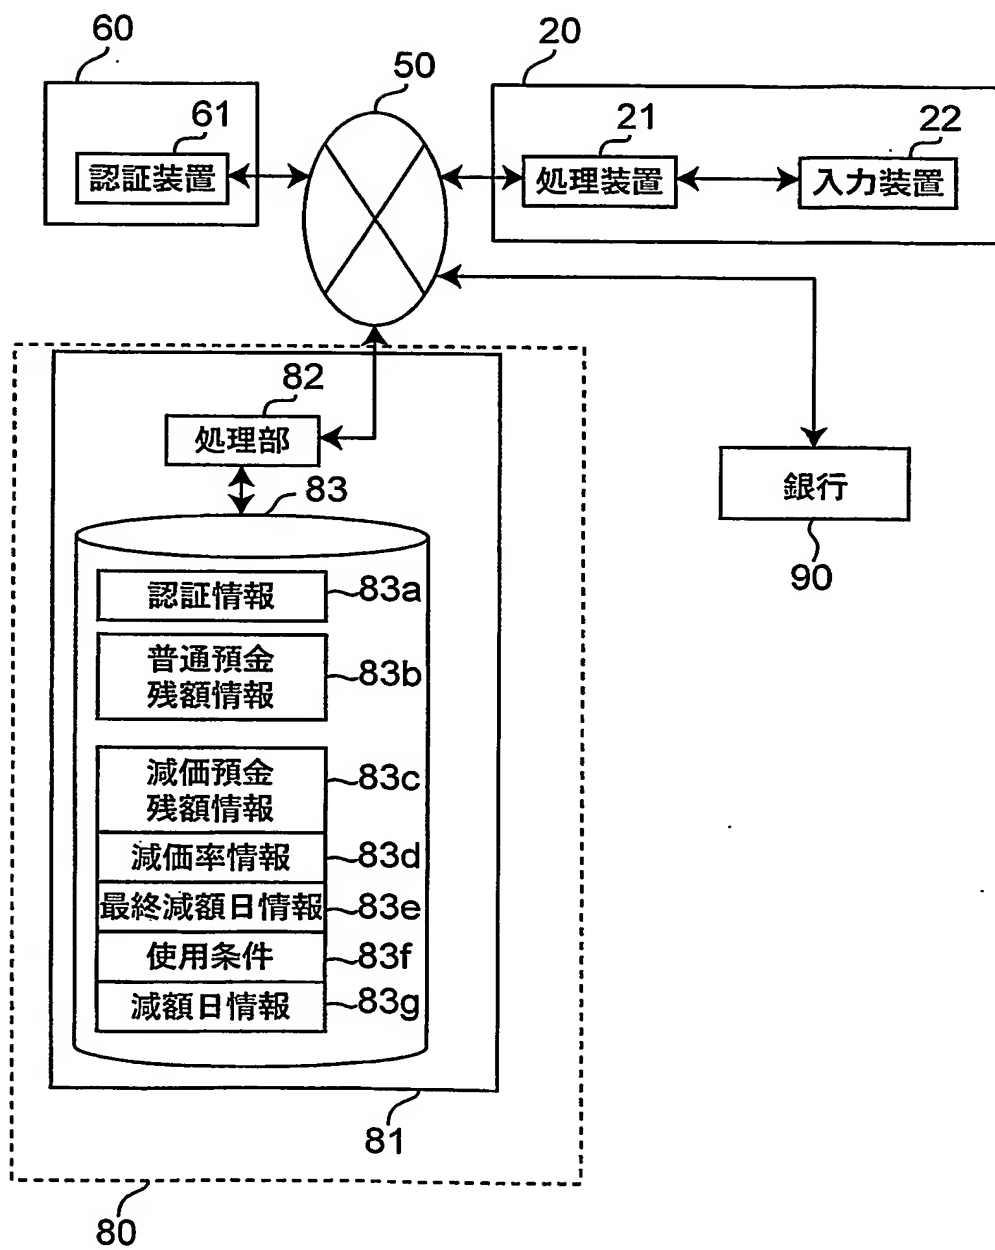 60
20
50
61
21
22
認証装置
処理装置
入力装置
82
処理部
83
銀行
90
認証情報
83a
普通預金
残額情報
83b
減価預金
残額情報
83c
減価率情報
83d
最終減額日情報
83e
使用条件
83f
減額日情報
83g
81
80